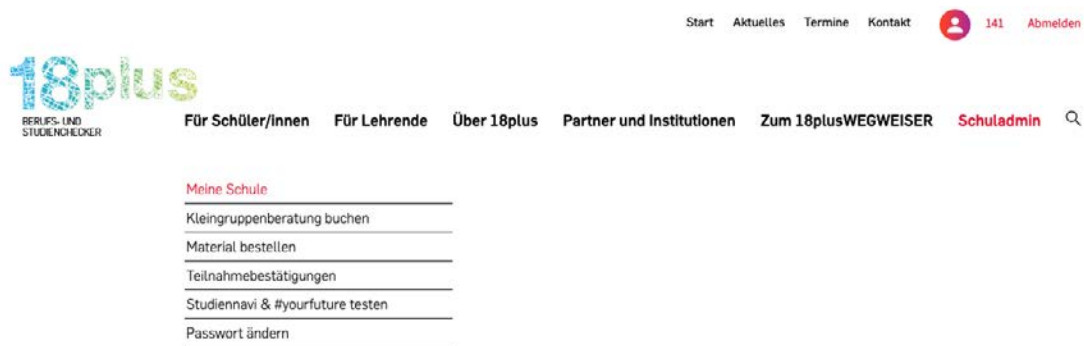 Start Aktuelles Termine Kontakt 141 Abmelden
18plus
BERUFS- UND
STUDIENCHECKER
Für Schüler/innen Für Lehrende Über 18plus Partner und Institutionen Zum 18plusWEGWEISER Schuladmin
Meine Schule
Kleingruppenberatung buchen
Material bestellen
Teilnahmebestätigungen
Studiennavi & #yourfuture testen
Passwort ändern